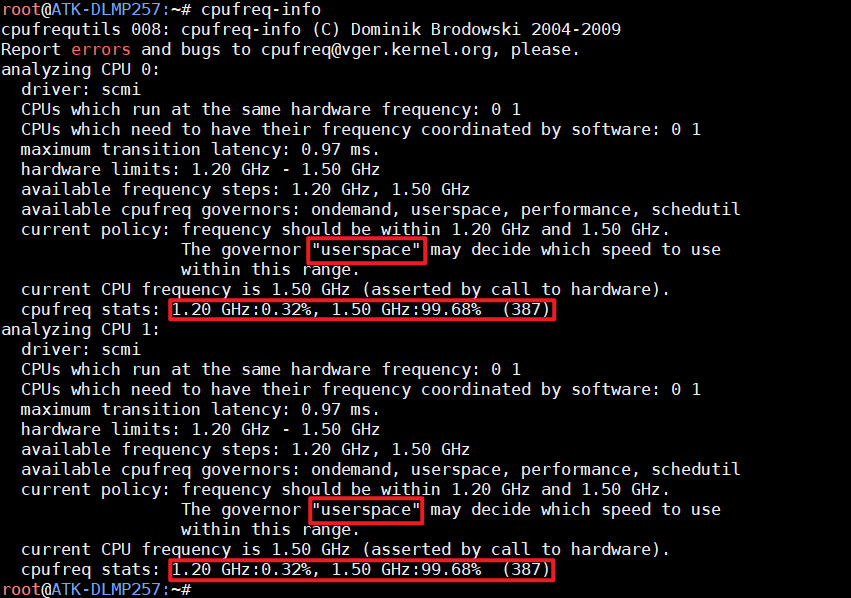 root@ATK-DLMP257:~# cpufreq-info
cpufrequtils 008: cpufreq-info (C) Dominik Brodowski 2004-2009
Report errors and bugs to cpufreq@vger.kernel.org, please.
analyzing CPU 0:
  driver: scmi
  CPUs which run at the same hardware frequency: 0 1
  CPUs which need to have their frequency coordinated by software: 0 1
  maximum transition latency: 0.97 ms.
  hardware limits: 1.20 GHz - 1.50 GHz
  available frequency steps: 1.20 GHz, 1.50 GHz
  available cpufreq governors: ondemand, userspace, performance, schedutil
  current policy: frequency should be within 1.20 GHz and 1.50 GHz.
                  The governor "userspace" may decide which speed to use
                  within this range.
  current CPU frequency is 1.50 GHz (asserted by call to hardware).
  cpufreq stats: 1.20 GHz:0.32%, 1.50 GHz:99.68%  (387)
analyzing CPU 1:
  driver: scmi
  CPUs which run at the same hardware frequency: 0 1
  CPUs which need to have their frequency coordinated by software: 0 1
  maximum transition latency: 0.97 ms.
  hardware limits: 1.20 GHz - 1.50 GHz
  available frequency steps: 1.20 GHz, 1.50 GHz
  available cpufreq governors: ondemand, userspace, performance, schedutil
  current policy: frequency should be within 1.20 GHz and 1.50 GHz.
                  The governor "userspace" may decide which speed to use
                  within this range.
  current CPU frequency is 1.50 GHz (asserted by call to hardware).
  cpufreq stats: 1.20 GHz:0.32%, 1.50 GHz:99.68%  (387)
root@ATK-DLMP257:~#